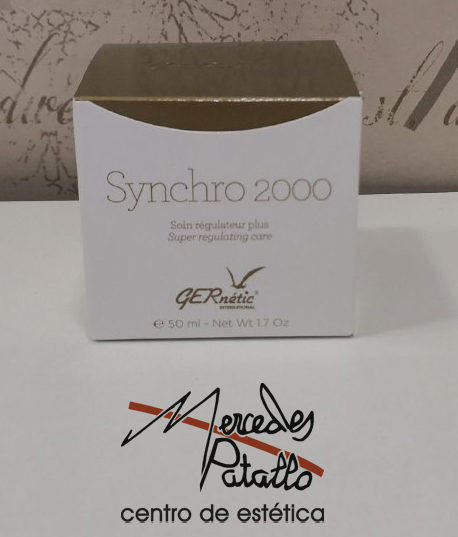 Synchro 2000
Soin régulateur plus
Super regulating care
GERnétic®
INTERNATIONAL
℮ 50 ml - Net Wt 1.7 Oz
Mercedes
Patallo
centro de estética